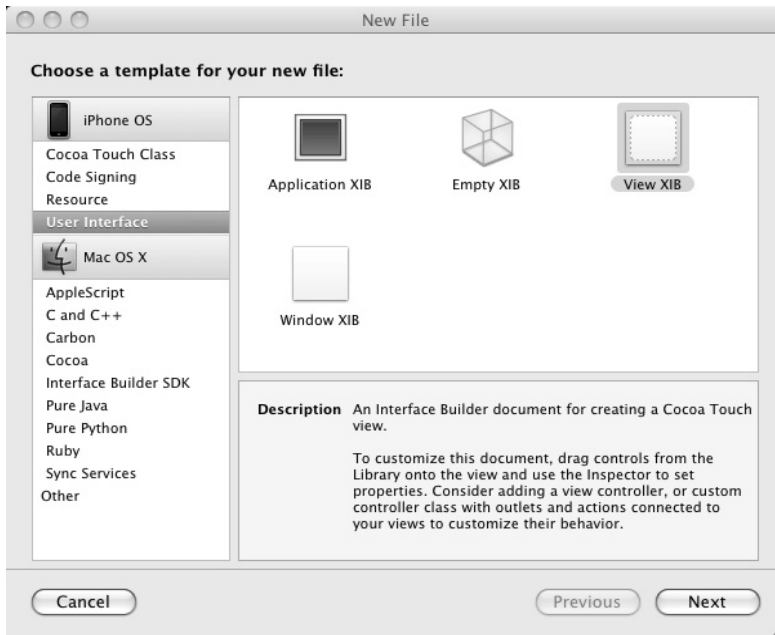 New File
Choose a template for your new file:
iPhone OS
Cocoa Touch Class
Code Signing
Resource
User Interface
Mac OS X
AppleScript
C and C++
Carbon
Cocoa
Interface Builder SDK
Pure Java
Pure Python
Ruby
Sync Services
Other
Application XIB
Empty XIB
View XIB
Window XIB
Description An Interface Builder document for creating a Cocoa Touch
view.
To customize this document, drag controls from the
Library onto the view and use the Inspector to set
properties. Consider adding a view controller, or custom
controller class with outlets and actions connected to
your views to customize their behavior.
Cancel
Previous
Next